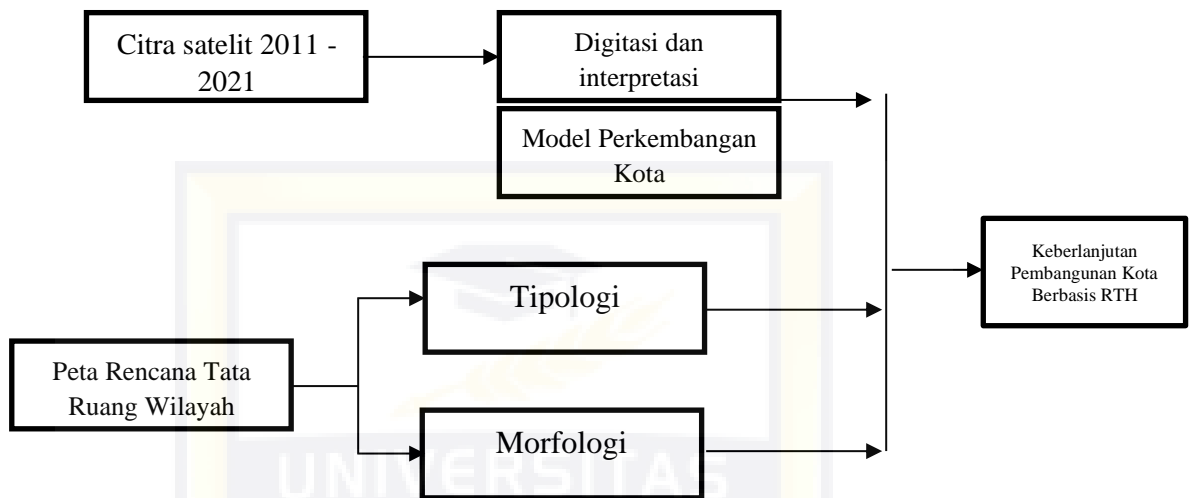 Citra satelit 2011 -
2021
Digitasi dan
interpretasi
Model Perkembangan
Kota
Keberlanjutan
Pembangunan Kota
Berbasis RTH
Tipologi
Peta Rencana Tata
Ruang Wilayah
Morfologi
UNIVERSITAS